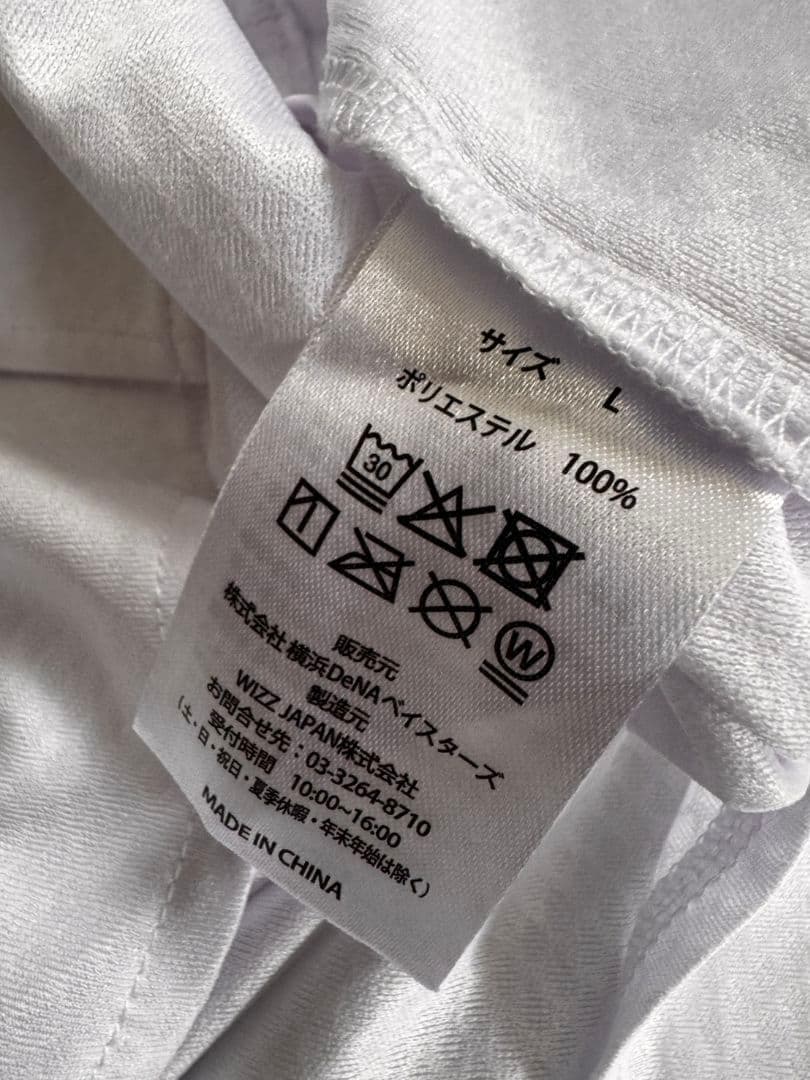 サイズ L
ポリエステル 100%
30
W
販売元
株式会社 横浜DeNAベイスターズ
製造元
WIZZ JAPAN株式会社
お問合せ先：03-3264-8710
受付時間 10:00~16:00
（土・日・祝日・夏季休暇・年末年始は除く）
MADE IN CHINA